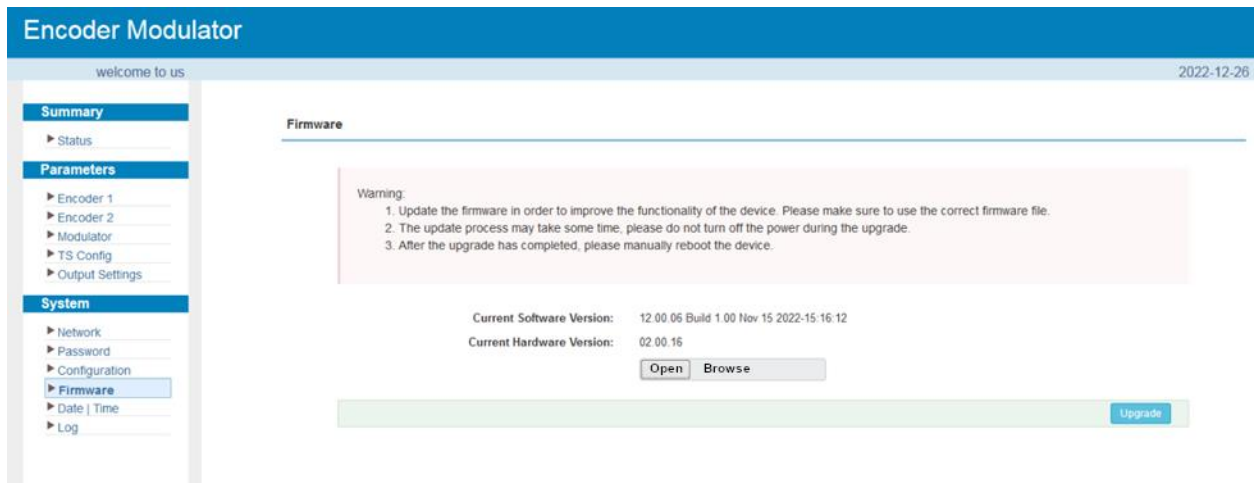 Encoder Modulator
welcome to us
2022-12-26
Summary
Status
Parameters
Encoder 1
Encoder 2
Modulator
TS Config
Output Settings
System
Network
Password
Configuration
Firmware
Date | Time
Log
Firmware
Warning:
1. Update the firmware in order to improve the functionality of the device. Please make sure to use the correct firmware file.
2. The update process may take some time, please do not turn off the power during the upgrade.
3. After the upgrade has completed, please manually reboot the device.
Current Software Version: 12.00.06 Build 1.00 Nov 15 2022-15:16:12
Current Hardware Version: 02.00.16
Open Browse
Upgrade